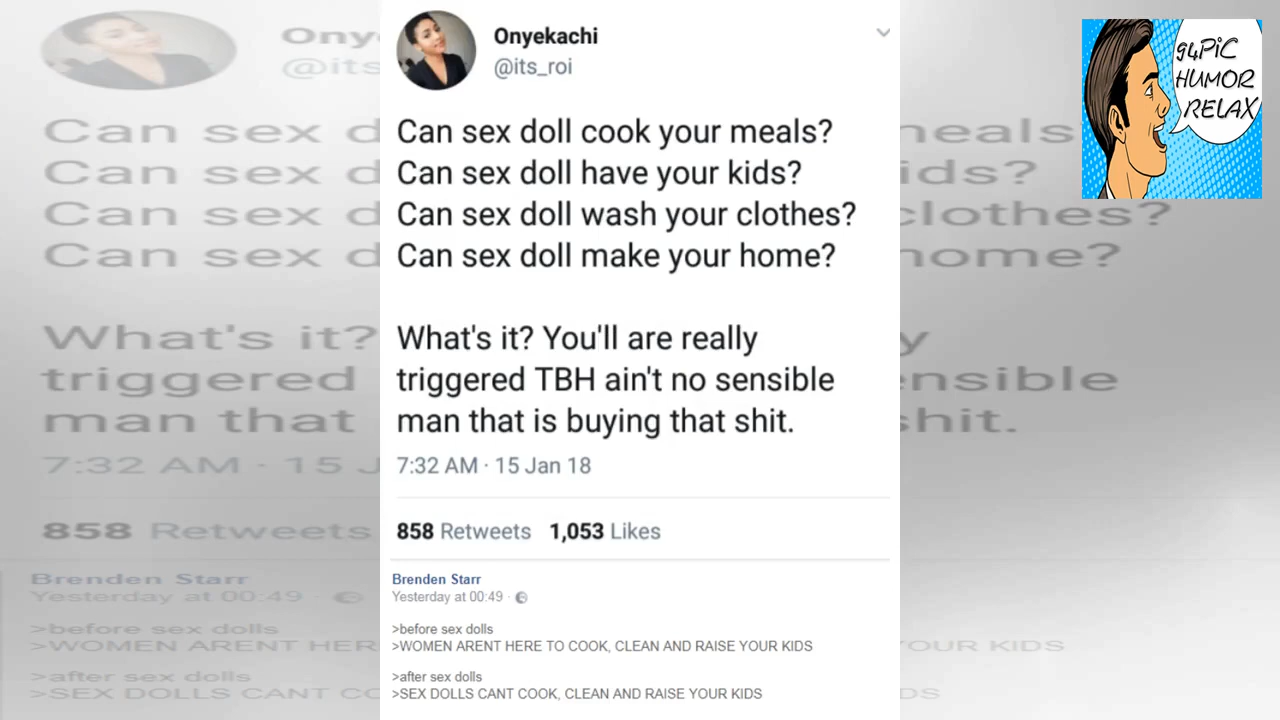 Onyekachi
@its_roi
Can sex doll cook your meals?
Can sex doll have your kids?
Can sex doll wash your clothes?
Can sex doll make your home?
What's it? You'll are really
triggered TBH ain't no sensible
man that is buying that shit.
7:32 AM · 15 Jan 18
858 Retweets 1,053 Likes
Brenden Starr
Yesterday at 00:49 ·
>before sex dolls
>WOMEN ARENT HERE TO COOK, CLEAN AND RAISE YOUR KIDS
>after sex dolls
>SEX DOLLS CANT COOK, CLEAN AND RAISE YOUR KIDS
94PiC
HUMOR
RELAX